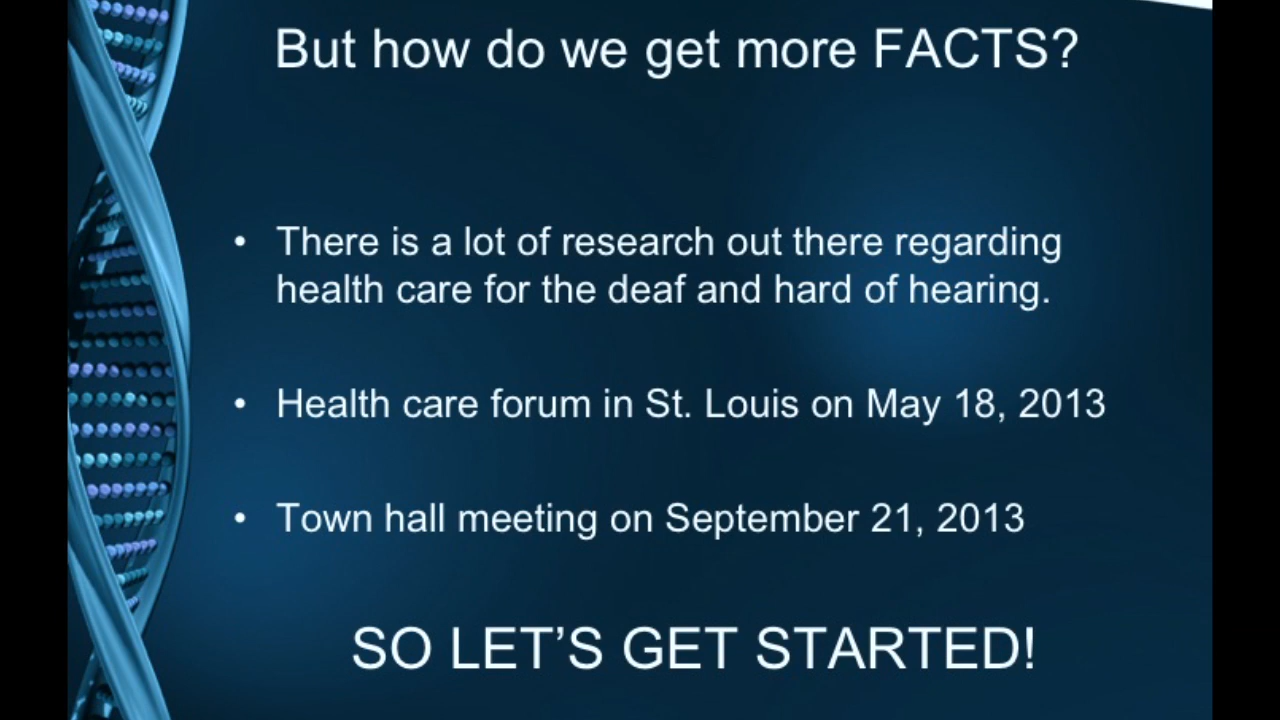 But how do we get more FACTS?
• There is a lot of research out there regarding
health care for the deaf and hard of hearing.
• Health care forum in St. Louis on May 18, 2013
• Town hall meeting on September 21, 2013
SO LET’S GET STARTED!